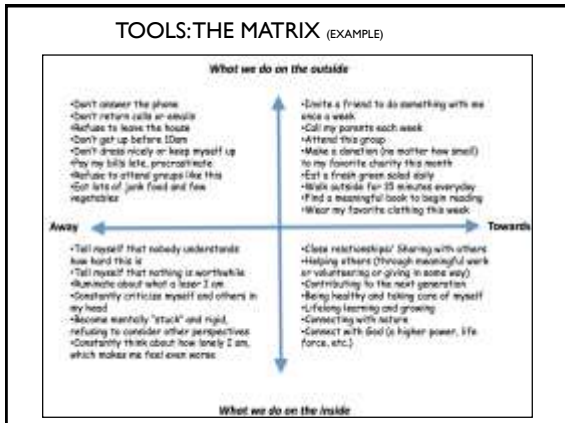 TOOLS: THE MATRIX (EXAMPLE)
What we do on the outside
•Don't answer the phone
•Don't return calls or emails
•Refuse to leave the house
•Don't get up before 10am
•Don't dress nicely or keep myself up
•Pay my bills late, procrastinate
•Refuse to attend groups like this
•Eat lots of junk food and few
vegetables
•Invite a friend to do something with me
once a week
•Call my parents each week
•Attend this group
•Make a donation (no matter how small)
to my favorite charity this month
•Eat a fresh green salad daily
•Walk outside for 15 minutes everyday
•Find a meaningful book to begin reading
•Wear my favorite clothing this week
Away
Towards
•Tell myself that nobody understands
how hard this is
•Tell myself that nothing is worthwhile
•Ruminate about what a loser I am
•Constantly criticize myself and others in
my head
•Become mentally "stuck" and rigid,
refusing to consider other perspectives
•Constantly think about how lonely I am,
which makes me feel even worse
•Close relationships/ Sharing with others
•Helping others (through meaningful work
or volunteering or giving in some way)
•Contributing to the next generation
•Being healthy and taking care of myself
•Lifelong learning and growing
•Connecting with nature
•Connect with God (a higher power, life
force, etc.)
What we do on the inside